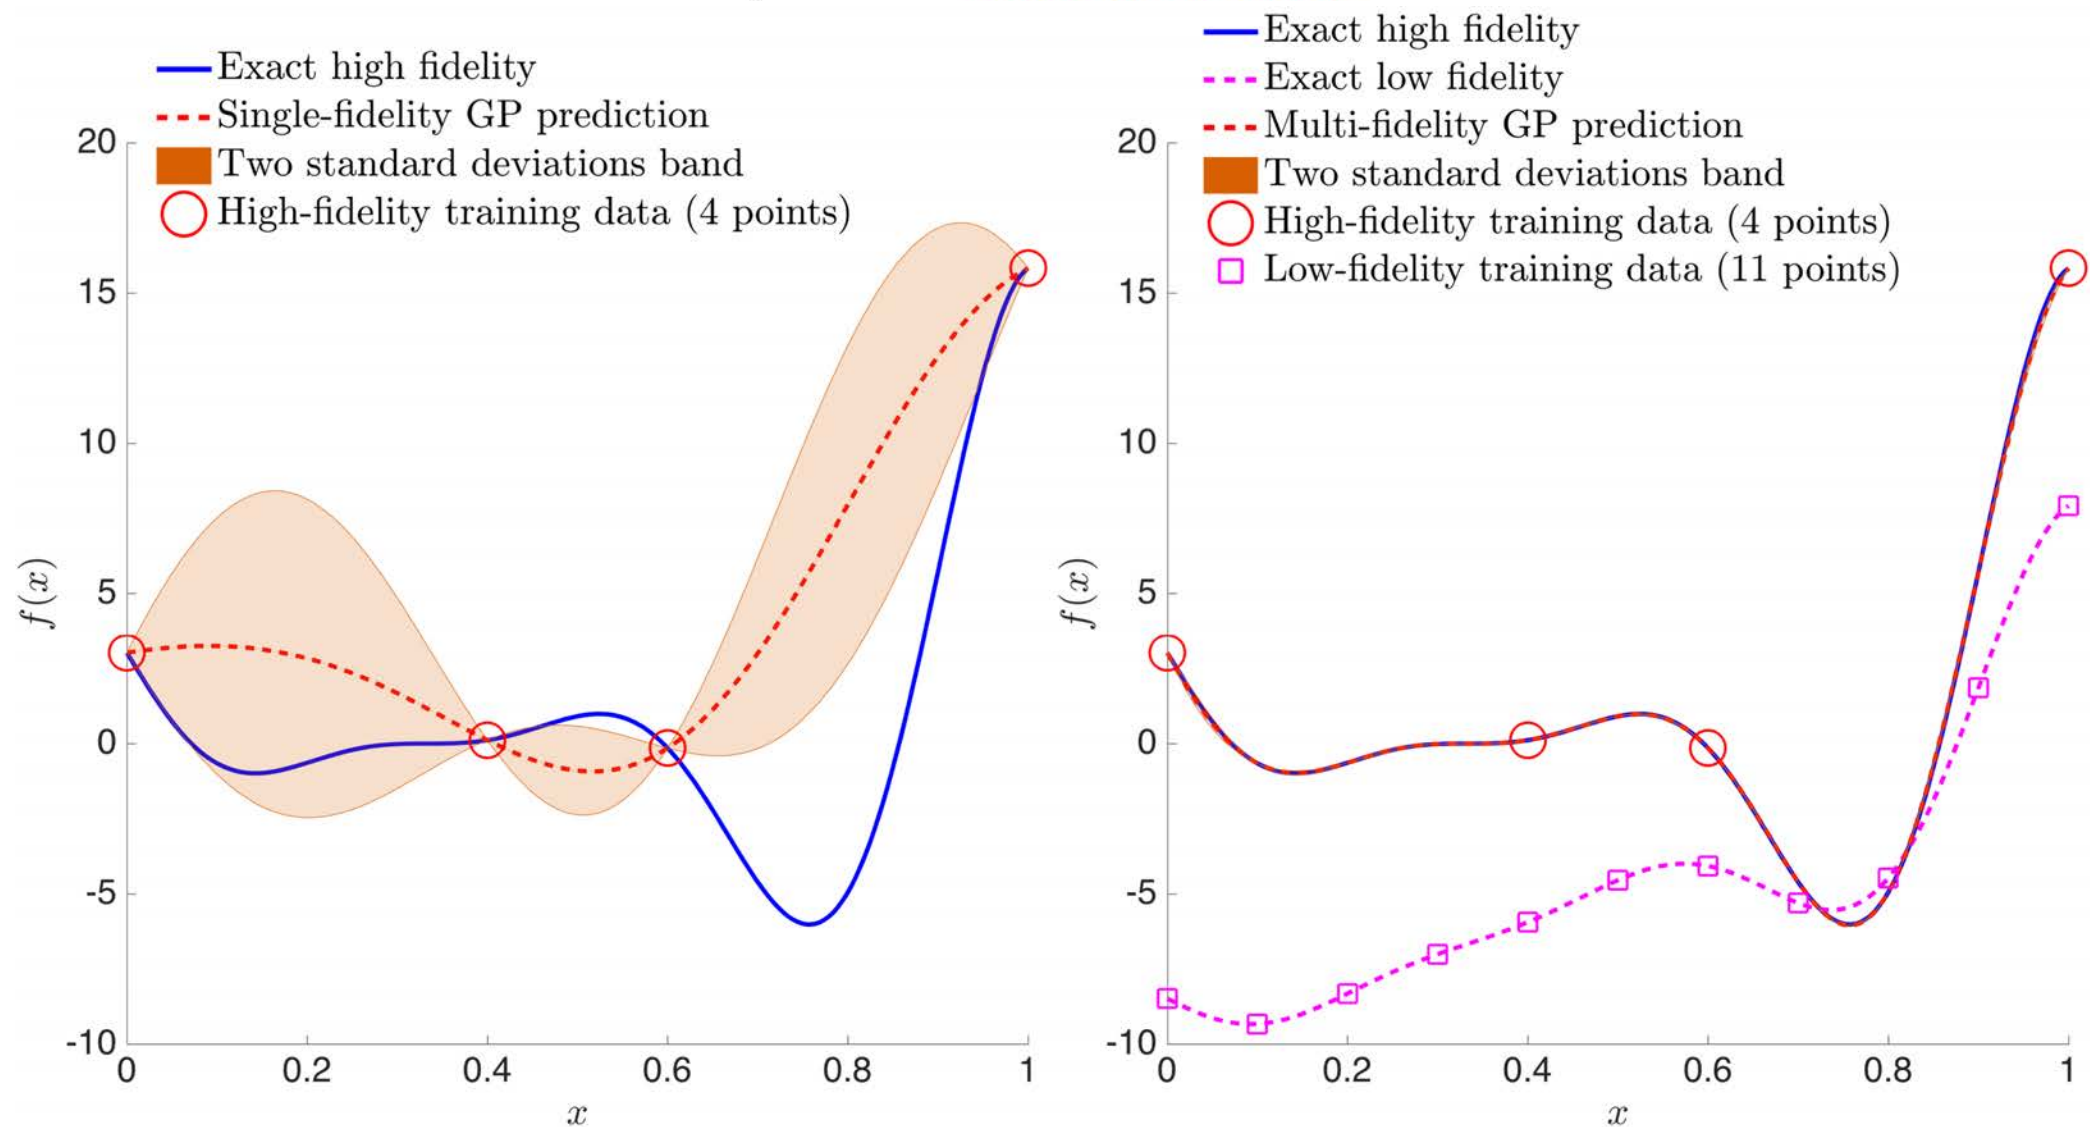 Exact high fidelity
Single-fidelity GP prediction
Two standard deviations band
High-fidelity training data (4 points)
20
15
10
5
0
-5
-10
f(x)
0 0.2 0.4 0.6 0.8 1
x
Exact high fidelity
Exact low fidelity
Multi-fidelity GP prediction
Two standard deviations band
High-fidelity training data (4 points)
Low-fidelity training data (11 points)
20
15
10
5
0
-5
-10
f(x)
0 0.2 0.4 0.6 0.8 1
x